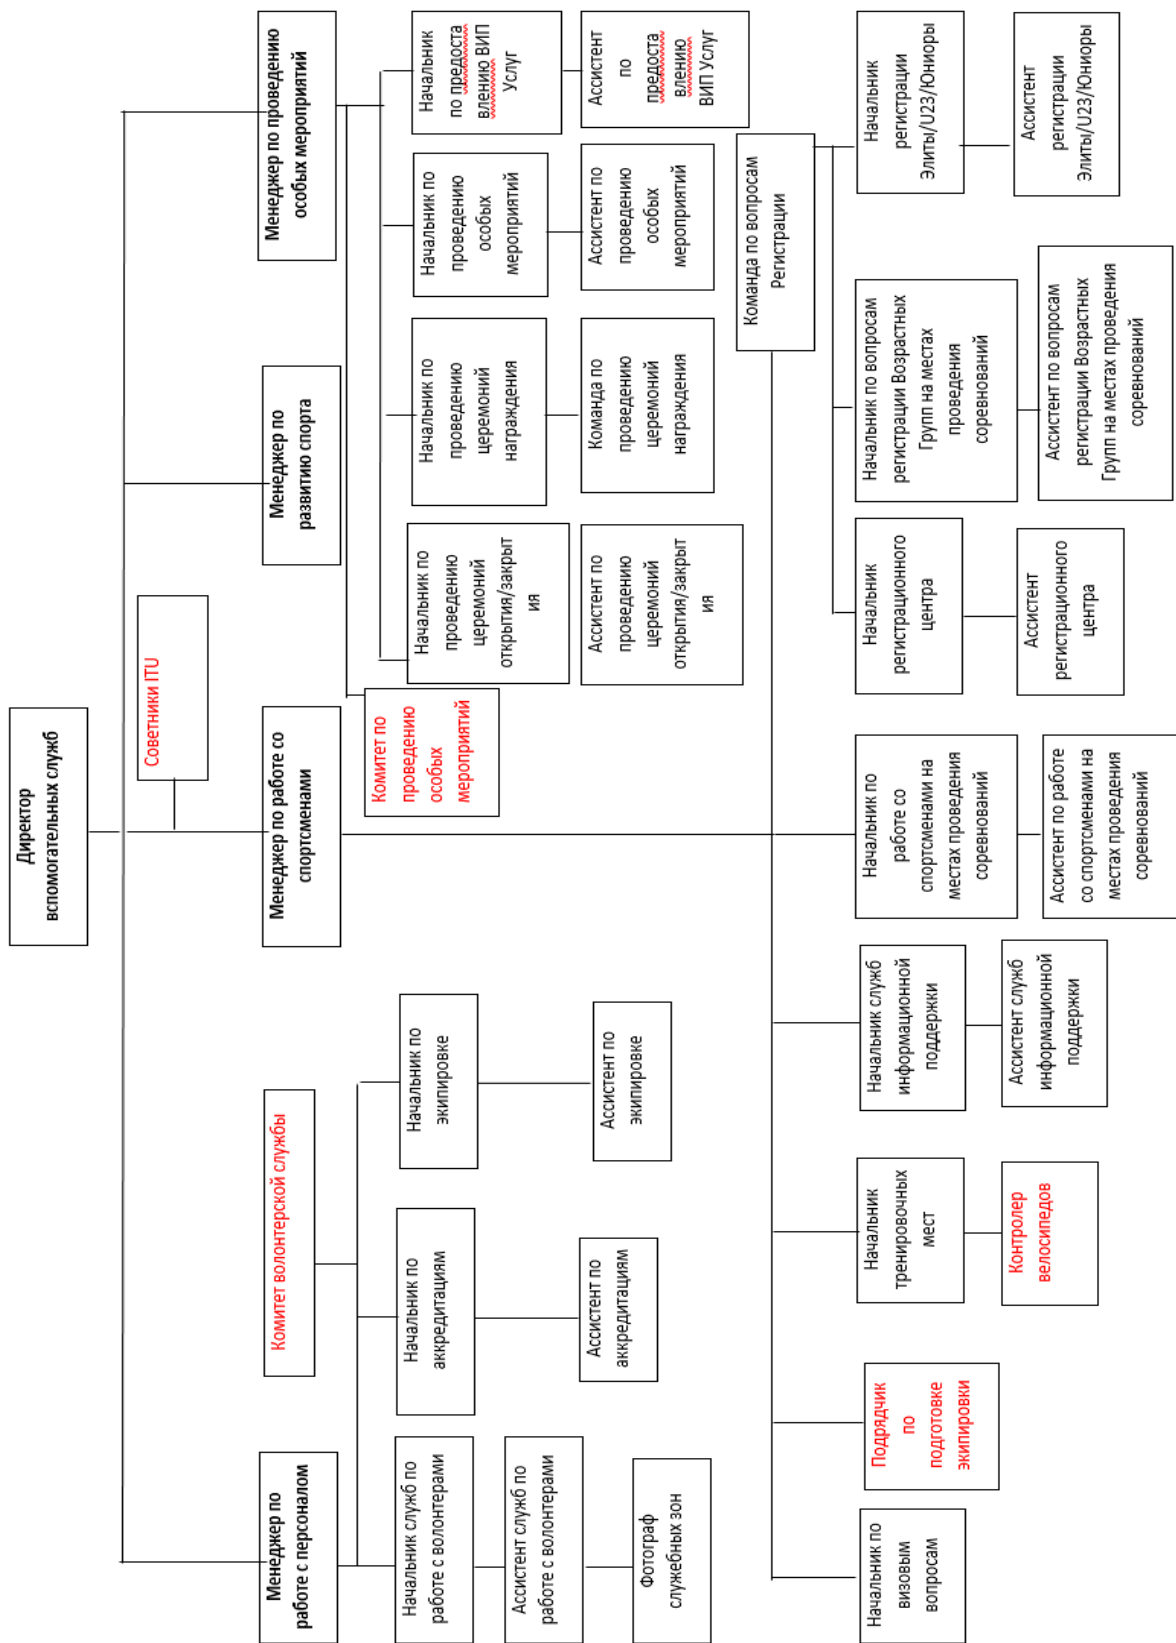 Директор
вспомогательных служб
Советники ITU
Менеджер по
работе с персоналом
Комитет волонтерской службы
Менеджер по работе со
спортсменами
Менеджер по
развитию спорта
Менеджер по проведению
особых мероприятий
Начальник служб по
работе с волонтерами
Ассистент служб по
работе с волонтерами
Фотограф
служебных зон
Начальник по
аккредитациям
Ассистент по
аккредитациям
Начальник по
экипировке
Ассистент по
экипировке
Комитет по
проведению
особых
мероприятий
Начальник по
проведению
церемоний
открытия/закрыт
ия
Ассистент по
проведению
церемоний
открытия/закрыт
ия
Начальник по
проведению
церемоний
награждения
Команда по
проведению
церемоний
награждения
Начальник по
проведению
особых
мероприятий
Ассистент по
проведению
особых
мероприятий
Начальник
по предоста
влению ВИП
Услуг
Ассистент
по
предоста
влению
ВИП Услуг
Команда по вопросам
Регистрации
Начальник по
визовым
вопросам
Подрядчик
по
подготовке
экипировки
Начальник
тренировочных
мест
Контролер
велосипедов
Начальник служб
информационной
поддержки
Ассистент служб
информационной
поддержки
Начальник по
работе со
спортсменами на
местах проведения
соревнований
Ассистент по работе
со спортсменами на
местах проведения
соревнований
Начальник
регистрационного
центра
Ассистент
регистрационного
центра
Начальник по вопросам
регистрации Возрастных
Групп на местах
проведения
соревнований
Ассистент по вопросам
регистрации Возрастных
Групп на местах проведения
соревнований
Начальник
регистрации
Элиты/U23/Юниоры
Ассистент
регистрации
Элиты/U23/Юниоры